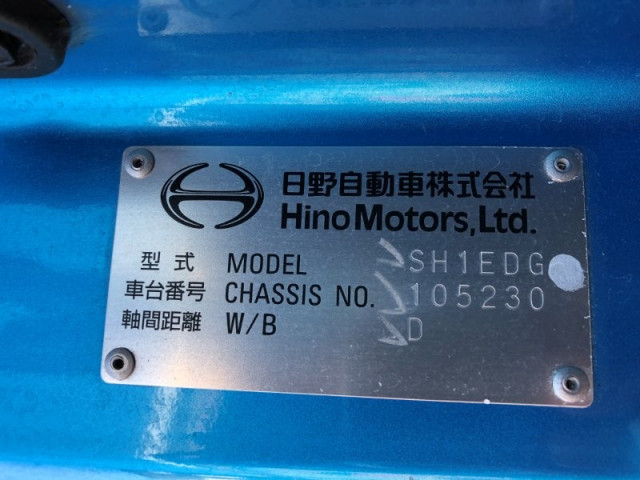 日野自動車株式会社
Hino Motors, Ltd.
型式 MODEL SH1EDG
車台番号 CHASSIS NO. 105230
軸間距離 W/B D